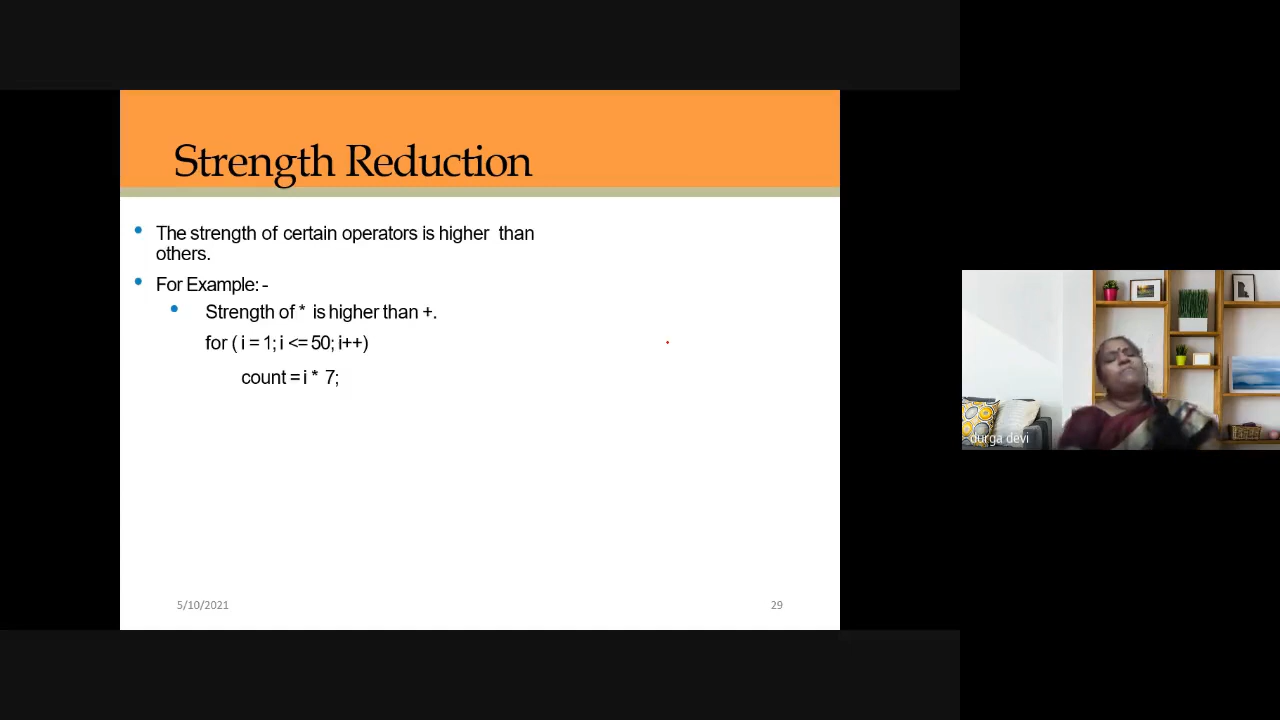 Strength Reduction
The strength of certain operators is higher than
others.
For Example: -
Strength of * is higher than +.
for ( i = 1; i <= 50; i++)
count = i * 7;
5/10/2021
29
durga devi